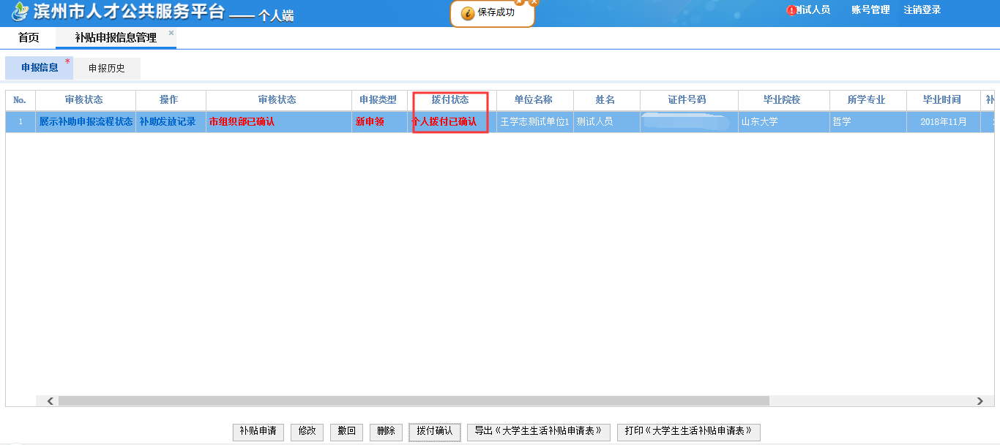 滨州市人才公共服务平台 —— 个人端
保存成功
测试人员 账号管理 注销登录
首页 补贴申报信息管理
申报信息 * 申报历史
No. 审核状态 操作 审核状态 申报类型 拨付状态 单位名称 姓名 证件号码 毕业院校 所学专业 毕业时间 补
1 展示补助申报流程状态 补助发放记录 市组织部已确认 新申领 个人拨付已确认 王学志测试单位1 测试人员 山东大学 哲学 2018年11月
补贴申请 修改 撤回 删除 拨付确认 导出《大学生生活补贴申请表》 打印《大学生生活补贴申请表》